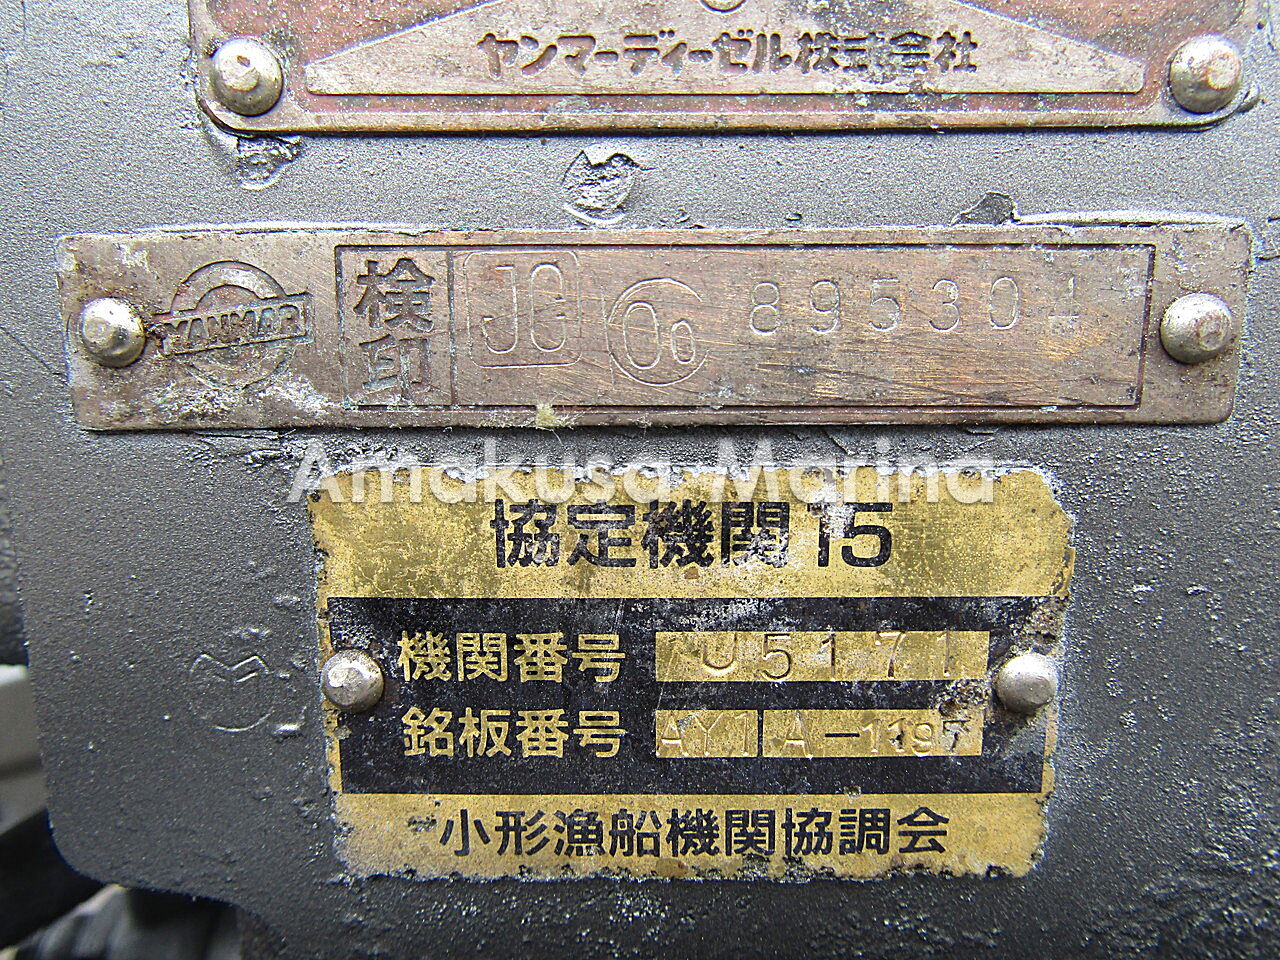 ヤンマーディーゼル株式会社
YANMAR 検印 JG 895304
Amakusa Marina
協定機関15
機関番号 05171
銘板番号 AY1A-1197
小形漁船機関協調会